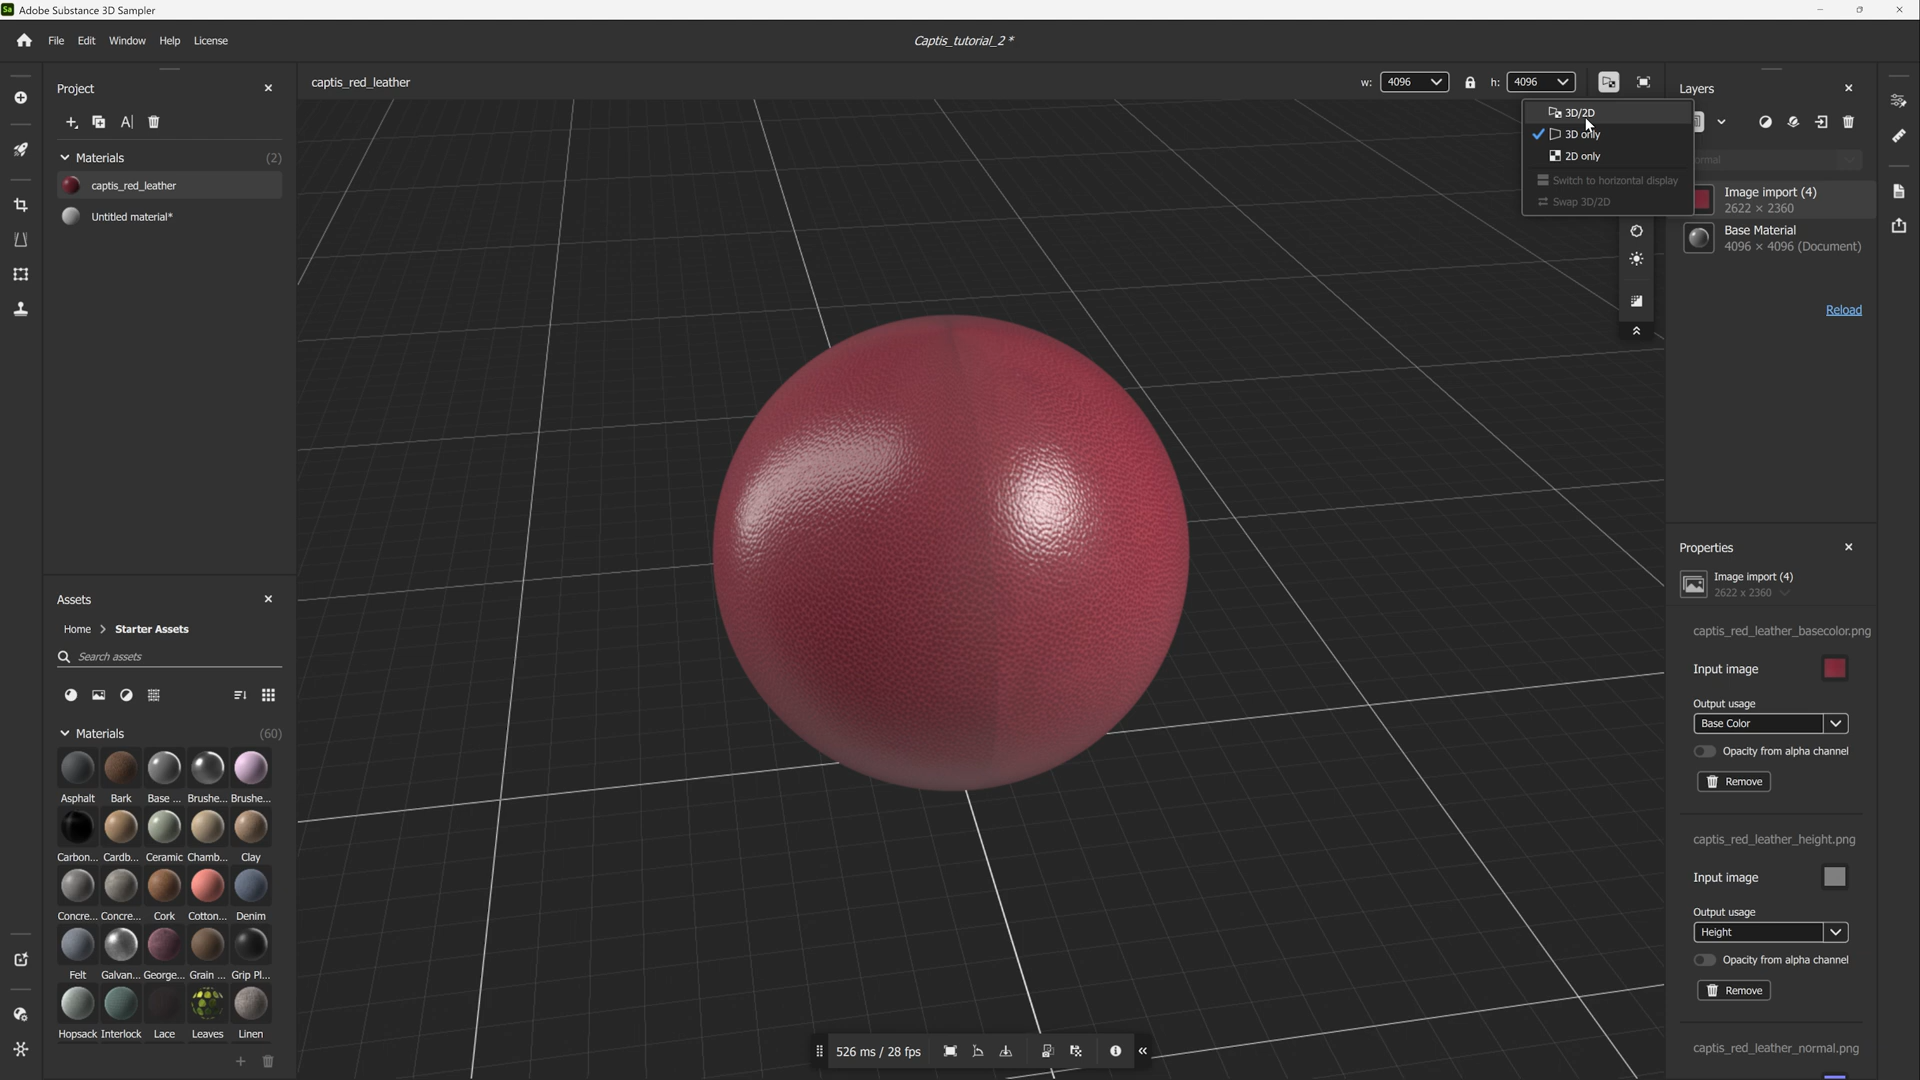 Sa Adobe Substance 3D Sampler
File Edit Window Help License
Captis_tutorial_2 *
Project
Materials (2)
captis_red_leather
Untitled material*
captis_red_leather
w: 4096 h: 4096
3D/2D
3D only
2D only
Switch to horizontal display
Swap 3D/2D
Layers
Image import (4)
2622 × 2360
Base Material
4096 × 4096 (Document)
Reload
Assets
Home > Starter Assets
Search assets
Materials (60)
Asphalt Bark Base ... Brushe... Brushe...
Carbon... Cardb... Ceramic Chamb... Clay
Concre... Concre... Cork Cotton... Denim
Felt Galvan... George... Grain ... Grip Pl...
Hopsack Interlock Lace Leaves Linen
526 ms / 28 fps
Properties
Image import (4)
2622 x 2360
captis_red_leather_basecolor.png
Input image
Output usage
Base Color
Opacity from alpha channel
Remove
captis_red_leather_height.png
Input image
Output usage
Height
Opacity from alpha channel
Remove
captis_red_leather_normal.png